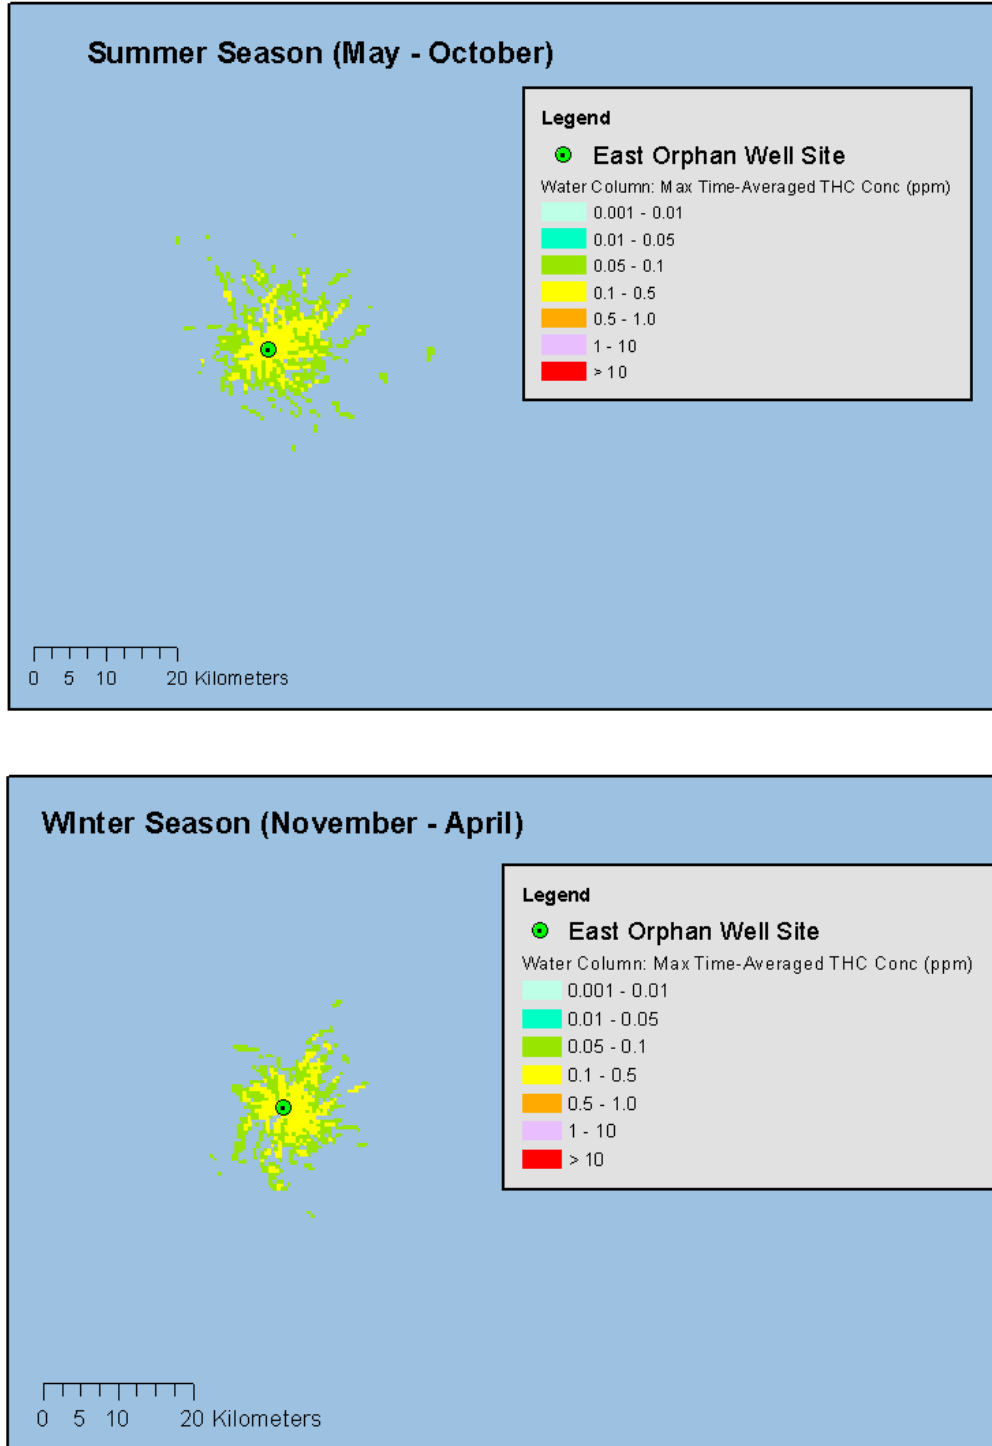 Summer Season (May - October)
Legend
East Orphan Well Site
Water Column: Max Time-Averaged THC Conc (ppm)
0.001 - 0.01
0.01 - 0.05
0.05 - 0.1
0.1 - 0.5
0.5 - 1.0
1 - 10
> 10
0 5 10 20 Kilometers
WInter Season (November - April)
Legend
East Orphan Well Site
Water Column: Max Time-Averaged THC Conc (ppm)
0.001 - 0.01
0.01 - 0.05
0.05 - 0.1
0.1 - 0.5
0.5 - 1.0
1 - 10
> 10
0 5 10 20 Kilometers